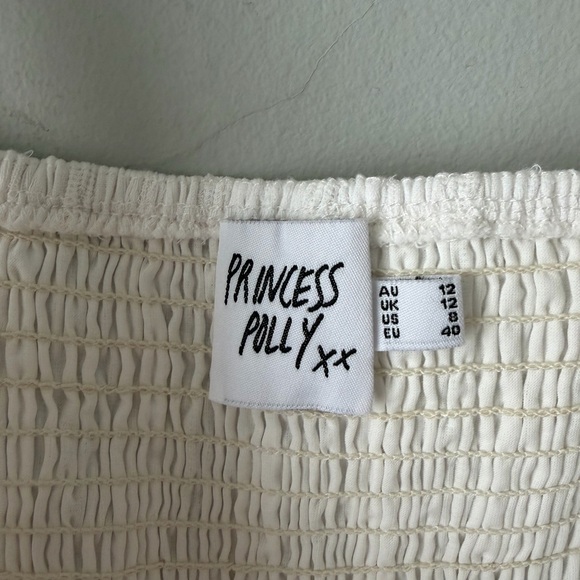 PRINCESS
POLLY xx
AU 12
UK 12
US 8
EU 40